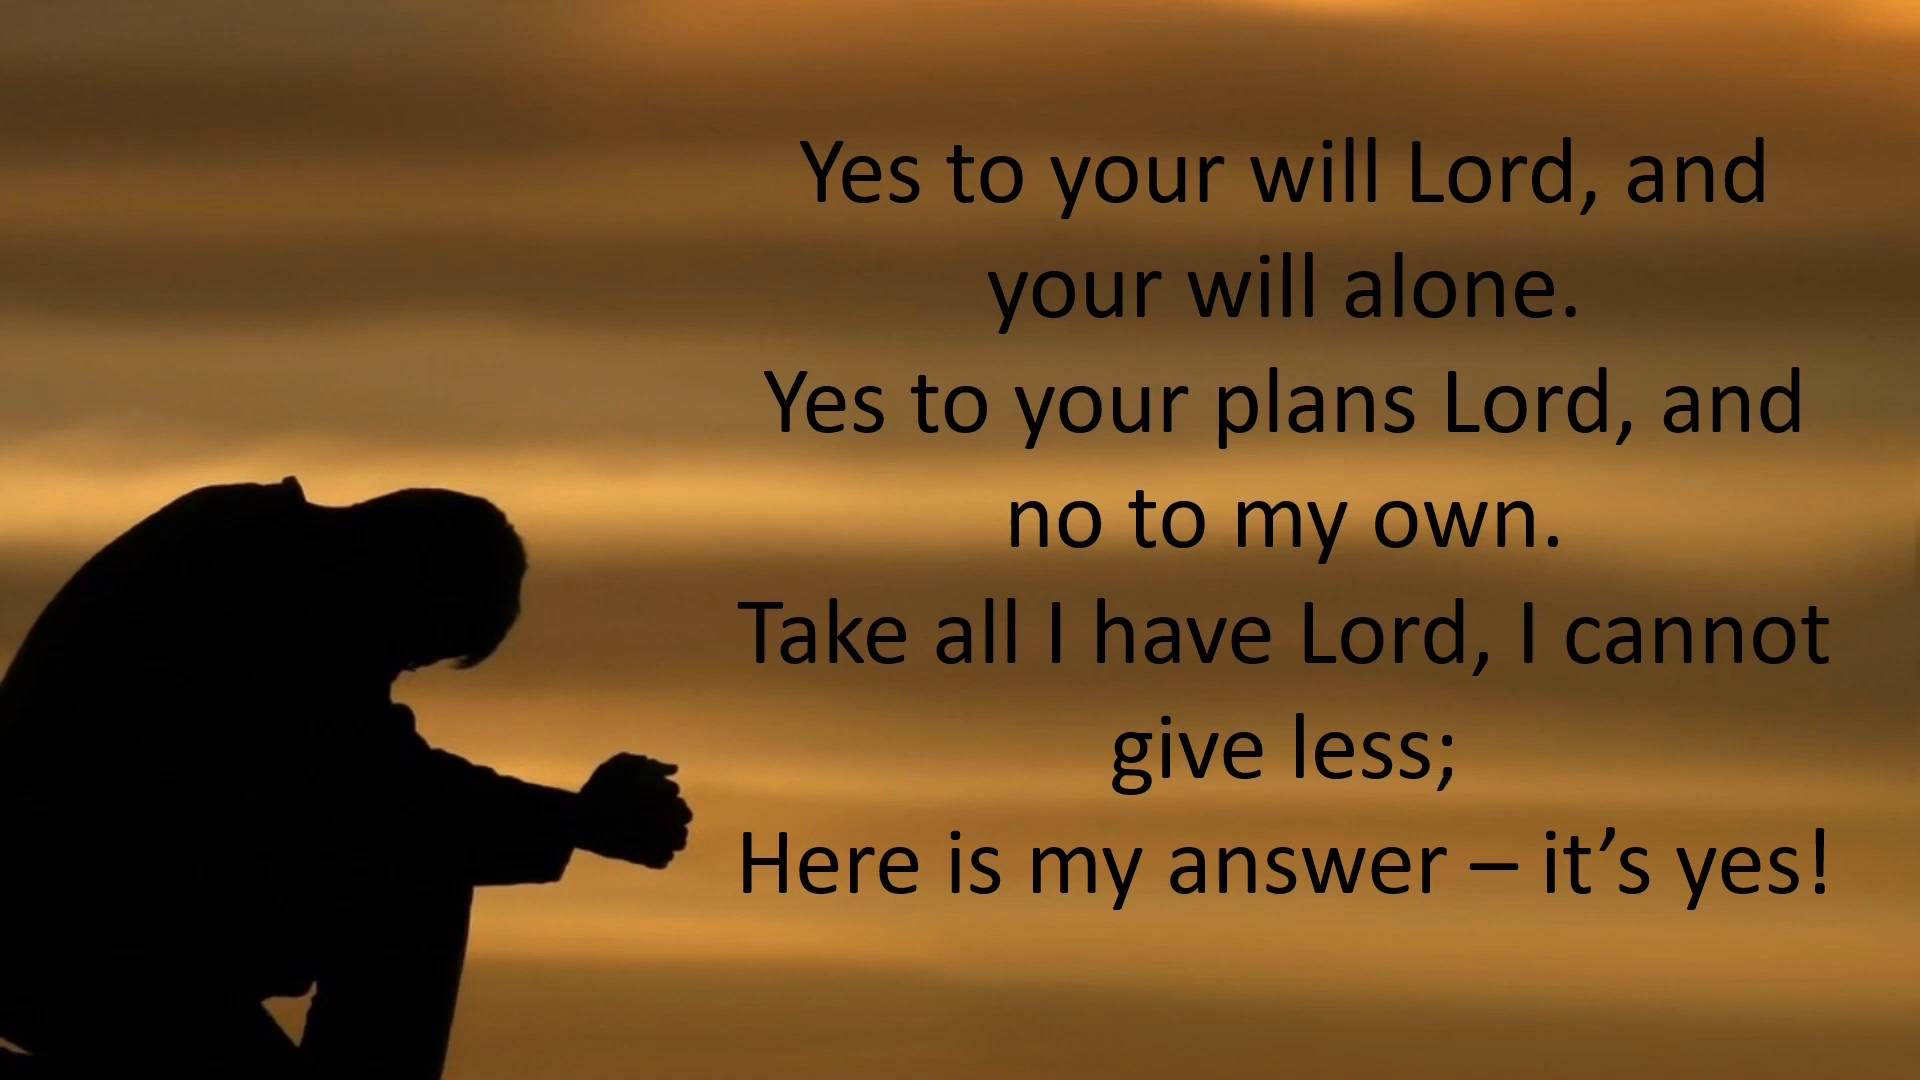 Yes to your will Lord, and
your will alone.
Yes to your plans Lord, and
no to my own.
Take all I have Lord, I cannot
give less;
Here is my answer – it’s yes!